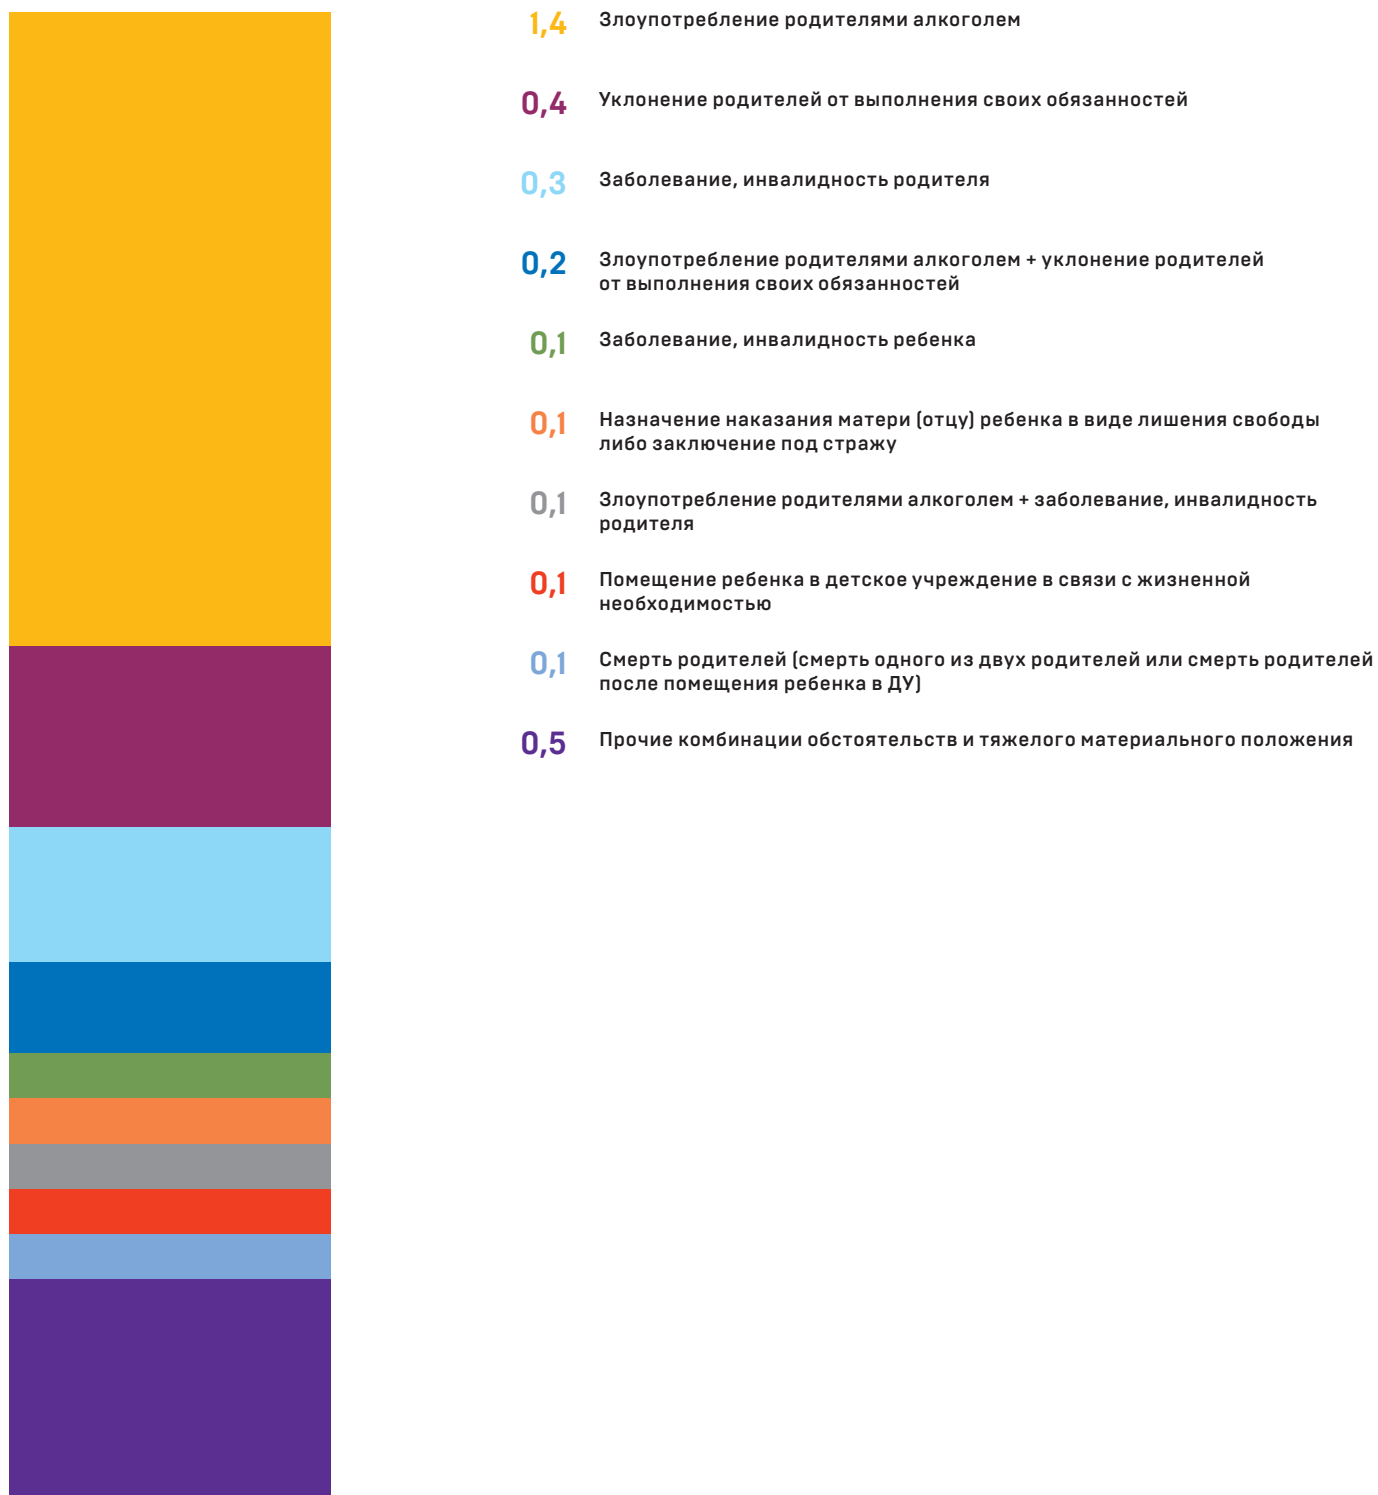 1,4 Злоупотребление родителями алкоголем
0,4 Уклонение родителей от выполнения своих обязанностей
0,3 Заболевание, инвалидность родителя
0,2 Злоупотребление родителями алкоголем + уклонение родителей
от выполнения своих обязанностей
0,1 Заболевание, инвалидность ребенка
0,1 Назначение наказания матери (отцу) ребенка в виде лишения свободы
либо заключение под стражу
0,1 Злоупотребление родителями алкоголем + заболевание, инвалидность
родителя
0,1 Помещение ребенка в детское учреждение в связи с жизненной
необходимостью
0,1 Смерть родителей (смерть одного из двух родителей или смерть родителей
после помещения ребенка в ДУ)
0,5 Прочие комбинации обстоятельств и тяжелого материального положения